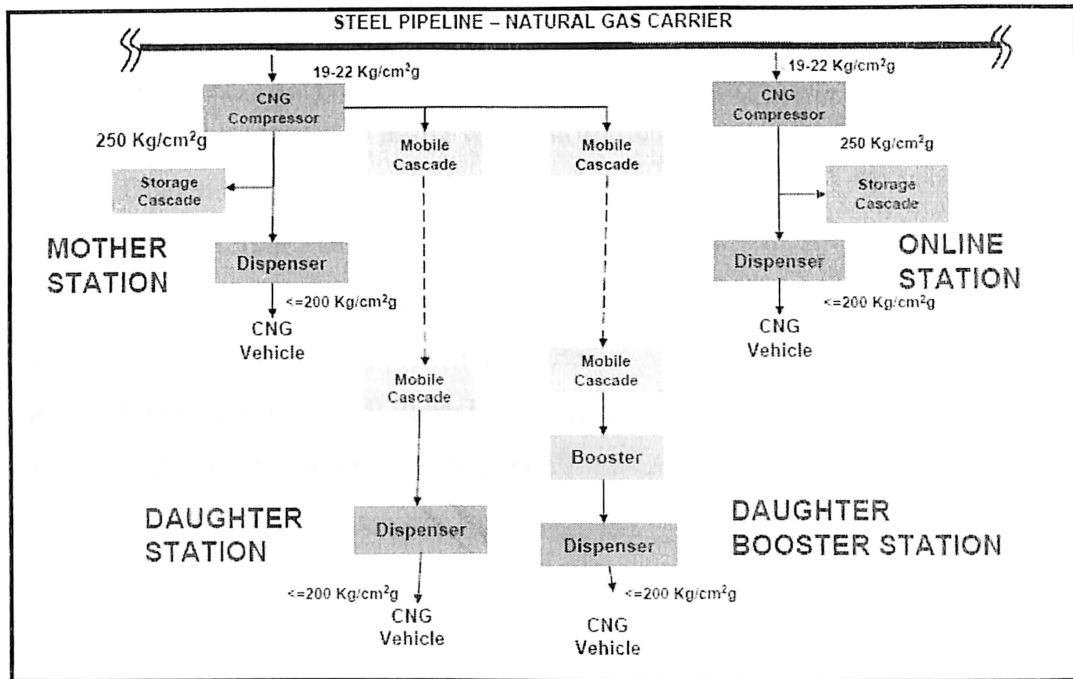 STEEL PIPELINE – NATURAL GAS CARRIER
19-22 Kg/cm²g
19-22 Kg/cm²g
CNG
Compressor
CNG
Compressor
250 Kg/cm²g
250 Kg/cm²g
Mobile
Cascade
Mobile
Cascade
Storage
Cascade
Storage
Cascade
MOTHER
STATION
Dispenser
Dispenser
ONLINE
STATION
<=200 Kg/cm²g
<=200 Kg/cm²g
CNG
Vehicle
CNG
Vehicle
Mobile
Cascade
Mobile
Cascade
Booster
DAUGHTER
STATION
Dispenser
Dispenser
DAUGHTER
BOOSTER STATION
<=200 Kg/cm²g
<=200 Kg/cm²g
CNG
Vehicle
CNG
Vehicle